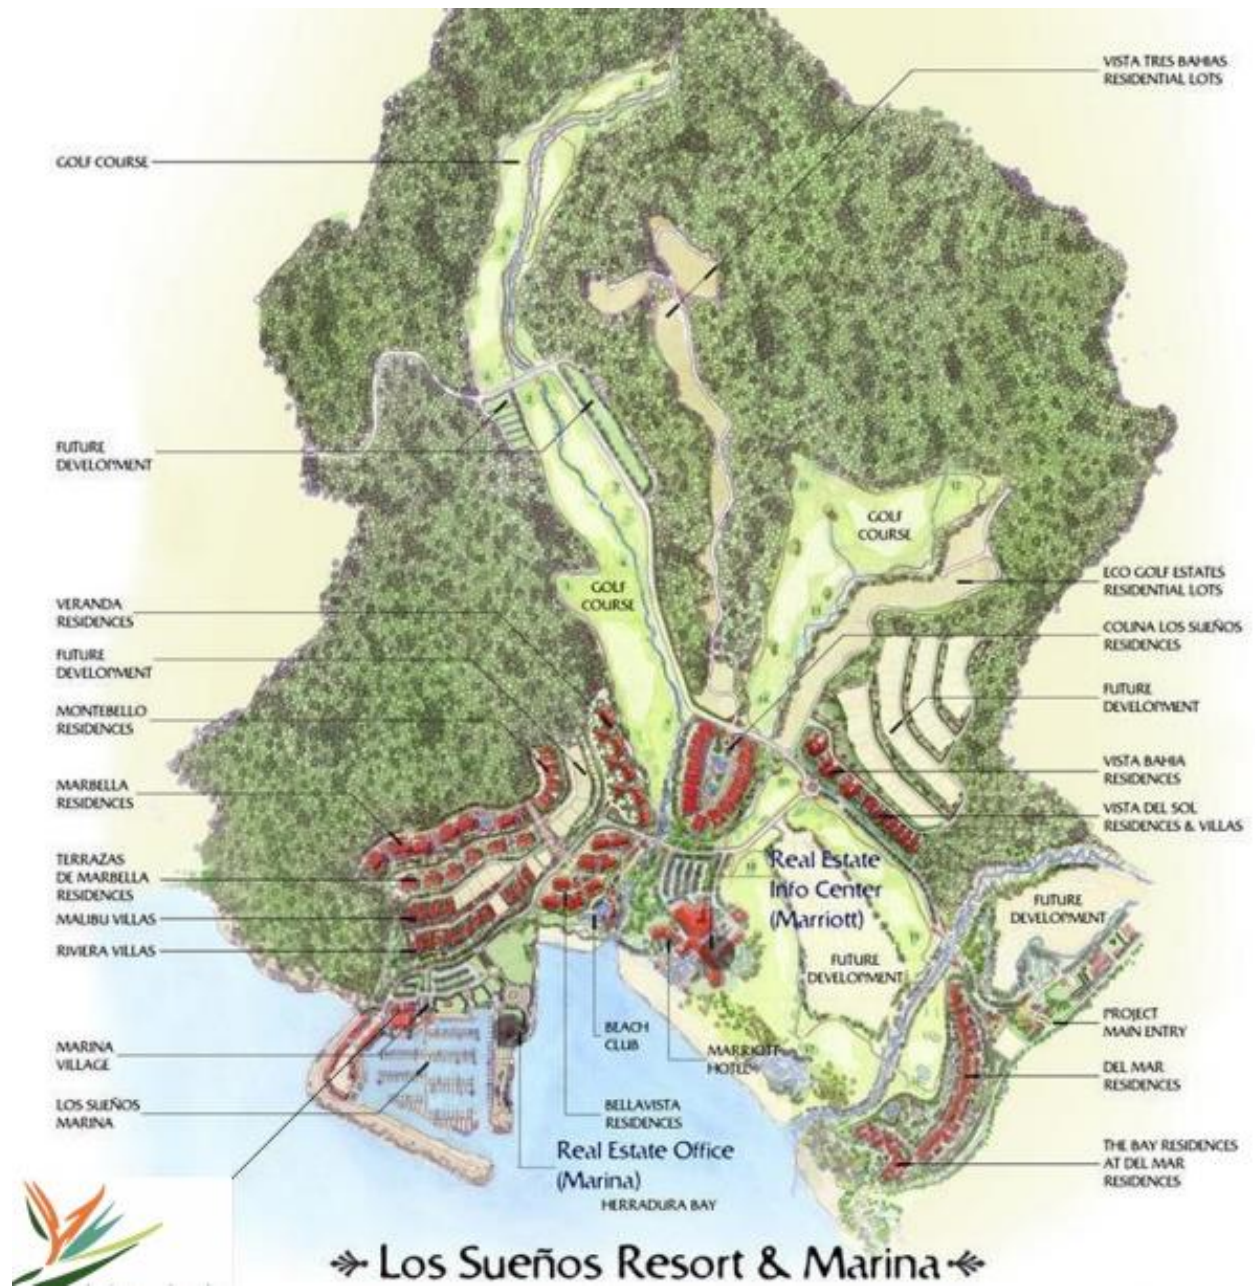 VISTA TRES BAHIAS
RESIDENTIAL LOTS
GOLF COURSE
FUTURE
DEVELOPMENT
GOLF
COURSE
ECO GOLF ESTATES
RESIDENTIAL LOTS
GOLF
COURSE
VERANDA
RESIDENCES
COLINA LOS SUEÑOS
RESIDENCES
FUTURE
DEVELOPMENT
FUTURE
DEVELOPMENT
MONTEBELLO
RESIDENCES
VISTA BAHIA
RESIDENCES
MARBELLA
RESIDENCES
VISTA DEL SOL
RESIDENCES & VILLAS
TERRAZAS
DE MARBELLA
RESIDENCES
Real Estate
Info Center
(Marriott)
FUTURE
DEVELOPMENT
MALIBU VILLAS
RIVIERA VILLAS
FUTURE
DEVELOPMENT
PROJECT
MAIN ENTRY
BEACH
CLUB
MARRIOTT
HOTEL
MARINA
VILLAGE
DEL MAR
RESIDENCES
LOS SUEÑOS
MARINA
BELLAVISTA
RESIDENCES
Real Estate Office
(Marina)
THE BAY RESIDENCES
AT DEL MAR
RESIDENCES
HERRADURA BAY
Los Sueños Resort & Marina